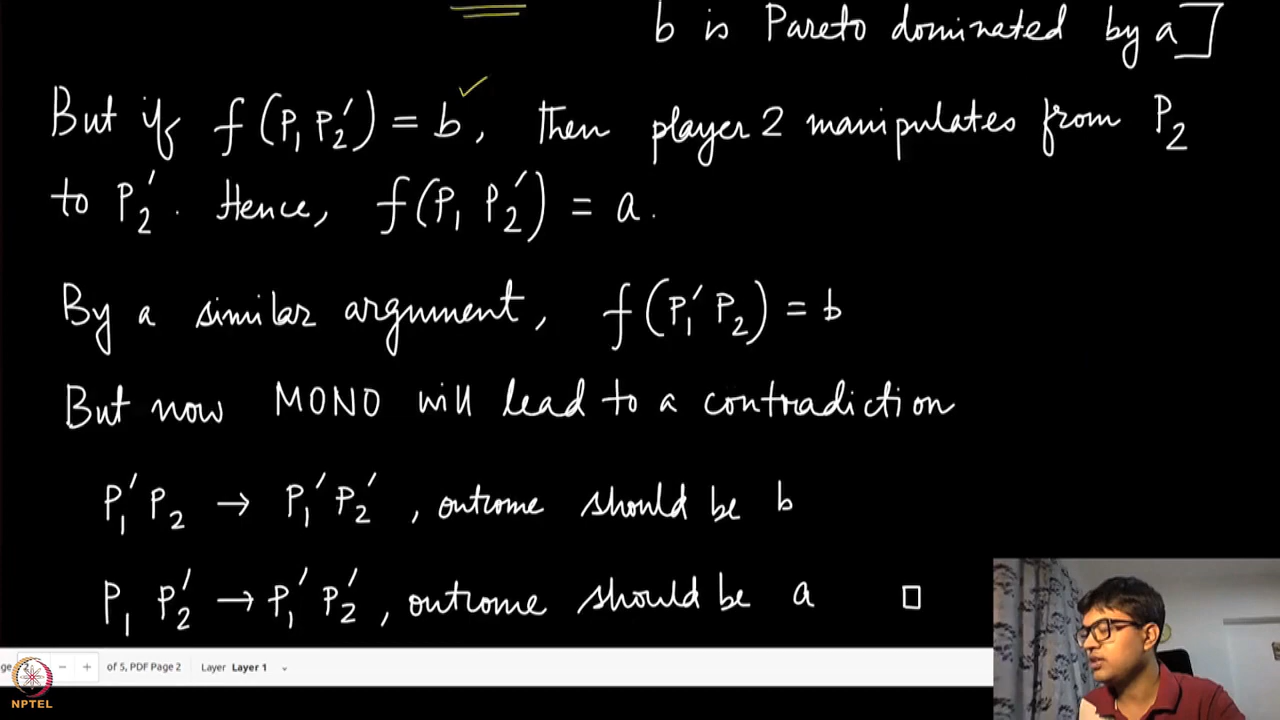 b is Pareto dominated by a]
But if f(P₁ P₂') = b, then player 2 manipulates from P₂
to P₂'. Hence, f(P₁ P₂') = a.
By a similar argument, f(P₁' P₂) = b
But now MONO will lead to a contradiction
P₁' P₂ → P₁' P₂', outcome should be b
P₁ P₂' → P₁' P₂', outcome should be a □
of 5, PDF Page 2 Layer Layer 1
NPTEL